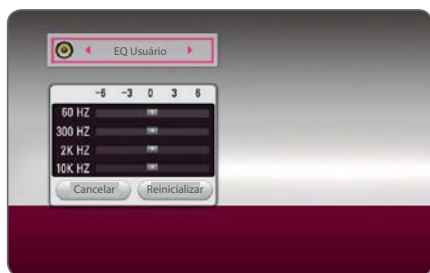 EQ Usuário
-6 -3 0 3 6
60 HZ
300 HZ
2K HZ
10K HZ
Cancelar Reinicializar